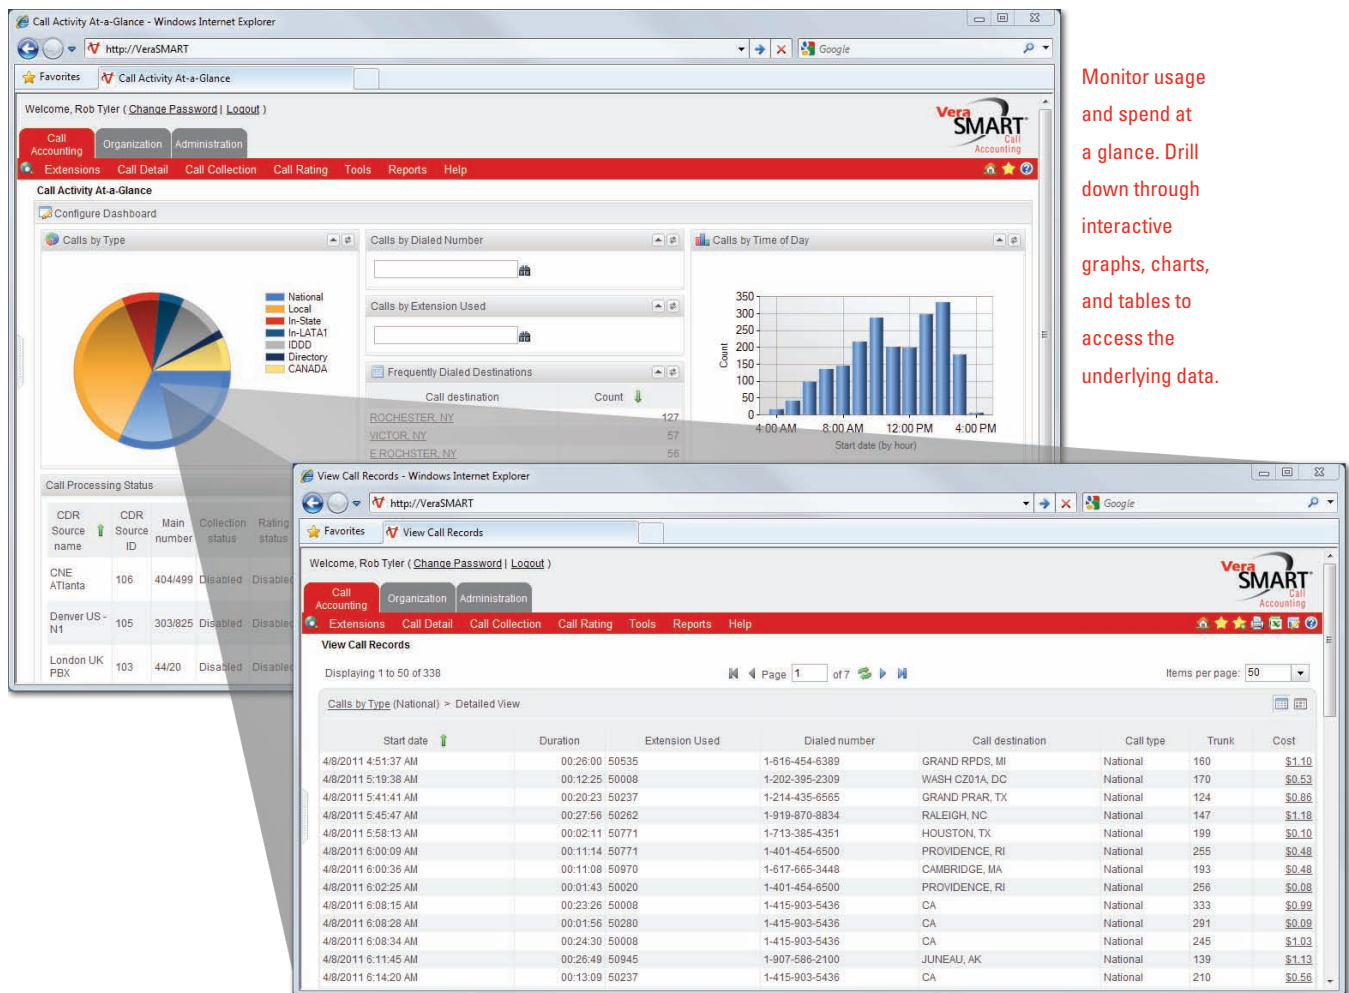 Call Activity At-a-Glance - Windows Internet Explorer
http://VeraSMART
Google
Favorites
Call Activity At-a-Glance
Welcome, Rob Tyler ( Change Password | Logout )
Vera
SMART
Call
Accounting
Call Accounting
Organization
Administration
Extensions Call Detail Call Collection Call Rating Tools Reports Help
Call Activity At-a-Glance
Configure Dashboard
Calls by Type
National
Local
In-State
In-LATA1
IDDD
Directory
CANADA
Calls by Dialed Number
Calls by Extension Used
Frequently Dialed Destinations
Call destination Count
ROCHESTER, NY 127
VICTOR, NY 57
E ROCHSTER, NY 56
Calls by Time of Day
350
300
250
200
150
100
50
0
Count
4:00 AM 8:00 AM 12:00 PM 4:00 PM
Start date (by hour)
Call Processing Status
CDR Source name CDR Source ID Main number Collection status Rating status
CNE ATlanta 106 404/499 Disabled Disabled
Denver US - N1 105 303/825 Disabled Disabled
London UK PBX 103 44/20 Disabled Disabled
Monitor usage
and spend at
a glance. Drill
down through
interactive
graphs, charts,
and tables to
access the
underlying data.
View Call Records - Windows Internet Explorer
http://VeraSMART
Google
Favorites
View Call Records
Welcome, Rob Tyler ( Change Password | Logout )
Vera
SMART
Call
Accounting
Call Accounting
Organization
Administration
Extensions Call Detail Call Collection Call Rating Tools Reports Help
View Call Records
Displaying 1 to 50 of 338
Page 1 of 7
Items per page: 50
Calls by Type (National) > Detailed View
Start date Duration Extension Used Dialed number Call destination Call type Trunk Cost
4/8/2011 4:51:37 AM 00:26:00 50535 1-616-454-6389 GRAND RPDS, MI National 160 $1.10
4/8/2011 5:19:38 AM 00:12:25 50008 1-202-395-2309 WASH CZ01A, DC National 170 $0.53
4/8/2011 5:41:41 AM 00:20:23 50237 1-214-435-6565 GRAND PRAR, TX National 124 $0.86
4/8/2011 5:45:47 AM 00:27:56 50262 1-919-870-8834 RALEIGH, NC National 147 $1.18
4/8/2011 5:58:13 AM 00:02:11 50771 1-713-385-4351 HOUSTON, TX National 199 $0.10
4/8/2011 6:00:09 AM 00:11:14 50771 1-401-454-6500 PROVIDENCE, RI National 255 $0.48
4/8/2011 6:00:36 AM 00:11:08 50970 1-617-665-3448 CAMBRIDGE, MA National 193 $0.48
4/8/2011 6:02:25 AM 00:01:43 50020 1-401-454-6500 PROVIDENCE, RI National 256 $0.08
4/8/2011 6:08:15 AM 00:23:26 50008 1-415-903-5436 CA National 333 $0.99
4/8/2011 6:08:28 AM 00:01:56 50280 1-415-903-5436 CA National 291 $0.09
4/8/2011 6:08:34 AM 00:24:30 50008 1-415-903-5436 CA National 245 $1.03
4/8/2011 6:11:45 AM 00:26:49 50945 1-907-586-2100 JUNEAU, AK National 139 $1.13
4/8/2011 6:14:20 AM 00:13:09 50237 1-415-903-5436 CA National 210 $0.56